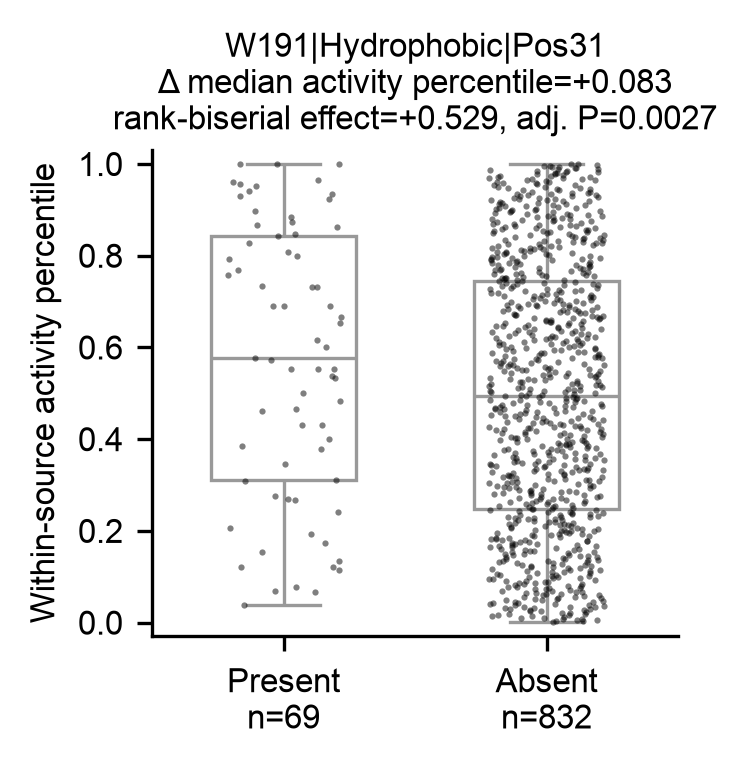 W191|Hydrophobic|Pos31
Δ median activity percentile=+0.083
rank-biserial effect=+0.529, adj. P=0.0027
Within-source activity percentile
1.0
0.8
0.6
0.4
0.2
0.0
Present
n=69
Absent
n=832